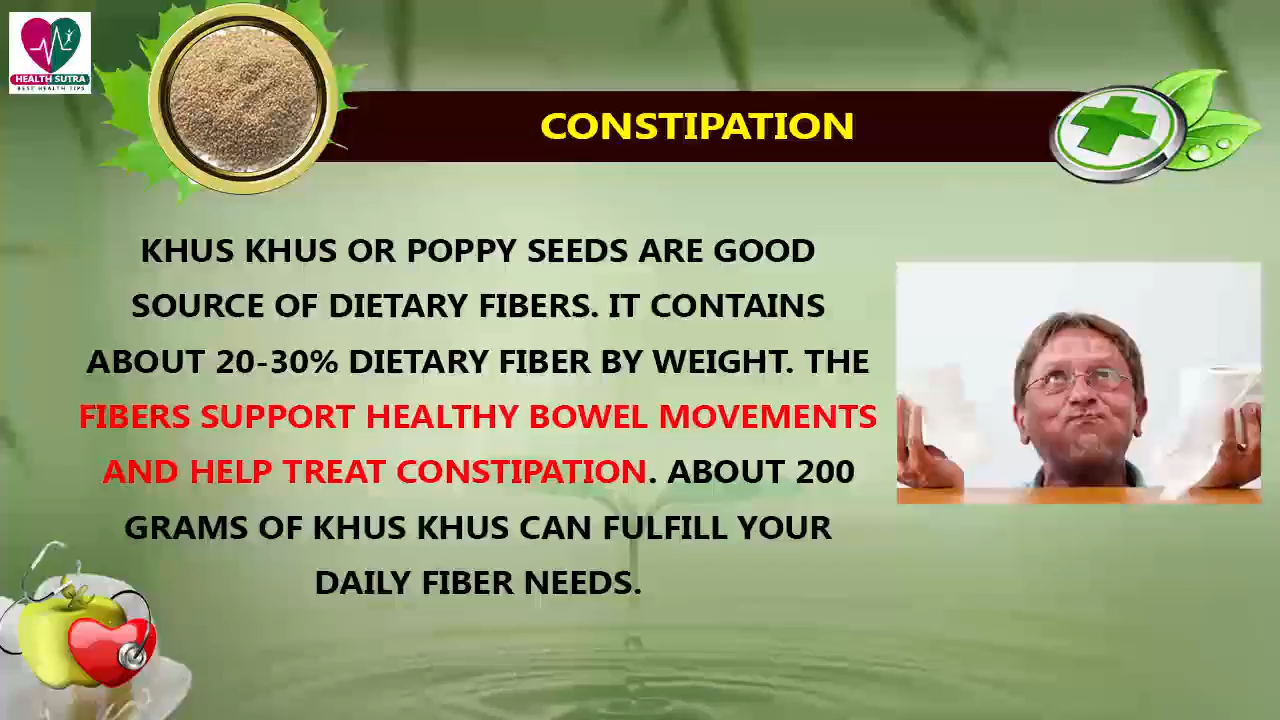 HEALTH SUTRA
BEST HEALTH TIPS
CONSTIPATION
KHUS KHUS OR POPPY SEEDS ARE GOOD
SOURCE OF DIETARY FIBERS. IT CONTAINS
ABOUT 20-30% DIETARY FIBER BY WEIGHT. THE
FIBERS SUPPORT HEALTHY BOWEL MOVEMENTS
AND HELP TREAT CONSTIPATION. ABOUT 200
GRAMS OF KHUS KHUS CAN FULFILL YOUR
DAILY FIBER NEEDS.